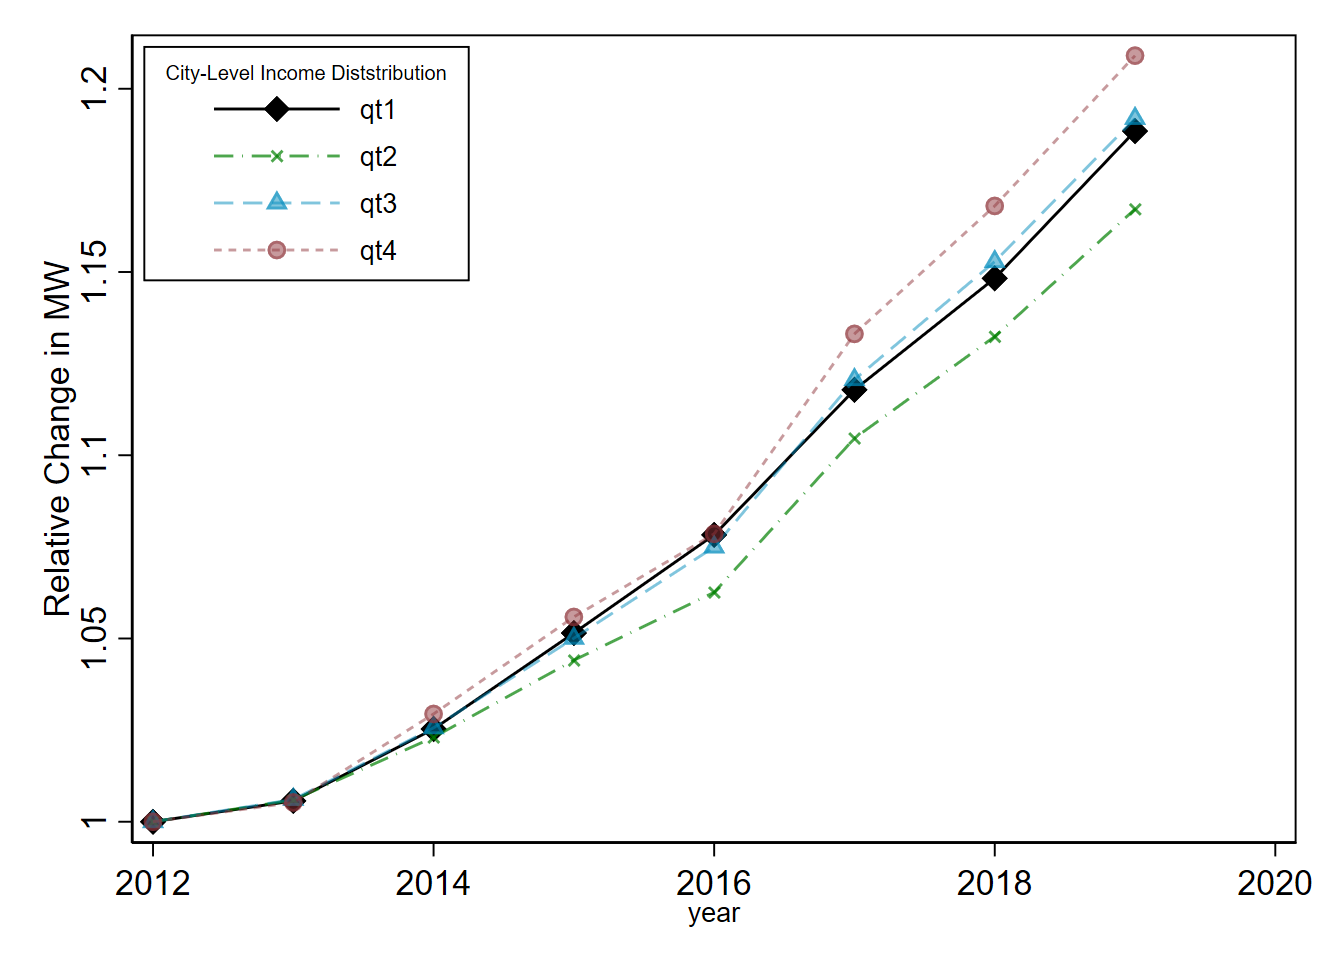 City-Level Income Diststribution
qt1
qt2
qt3
qt4
Relative Change in MW
1.2
1.15
1.1
1.05
1
2012 2014 2016 2018 2020
year